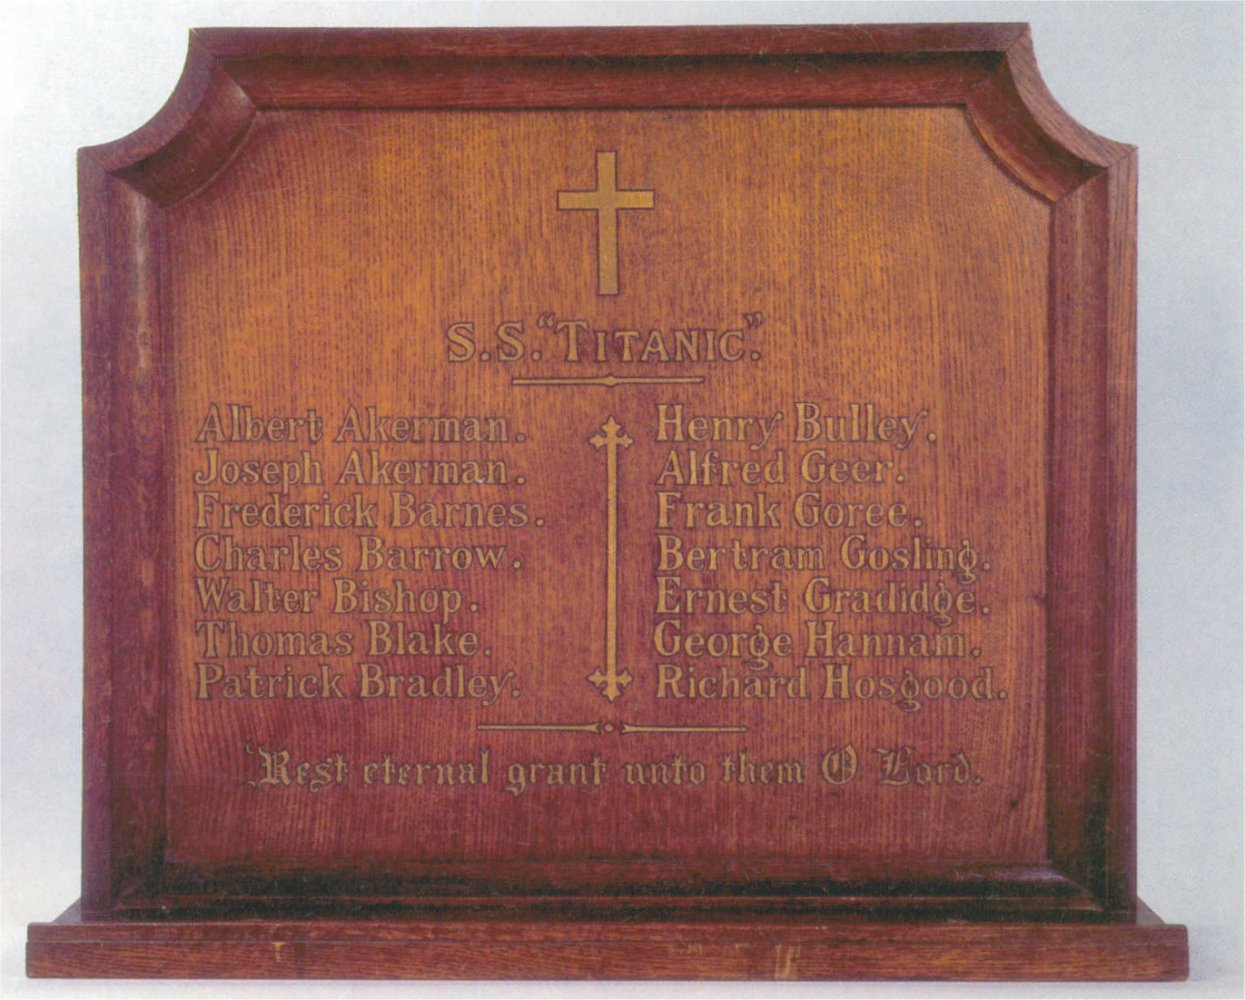 S.S. "TITANIC".
Albert Akerman.
Joseph Akerman.
Frederick Barnes.
Charles Barrow.
Walter Bishop.
Thomas Blake.
Patrick Bradley.
Henry Bulley.
Alfred Geer.
Frank Goree.
Bertram Gosling.
Ernest Gradidge.
George Hannam.
Richard Hosgood.
Rest eternal grant unto them O Lord.